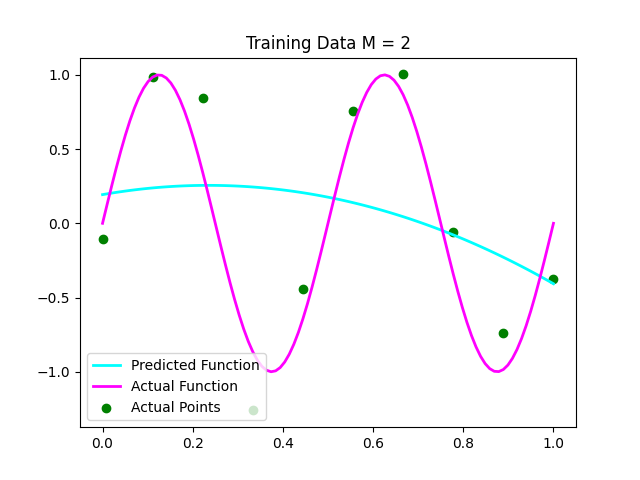 Training Data M = 2
1.0
0.5
0.0
−0.5
−1.0
Predicted Function
Actual Function
Actual Points
0.0 0.2 0.4 0.6 0.8 1.0